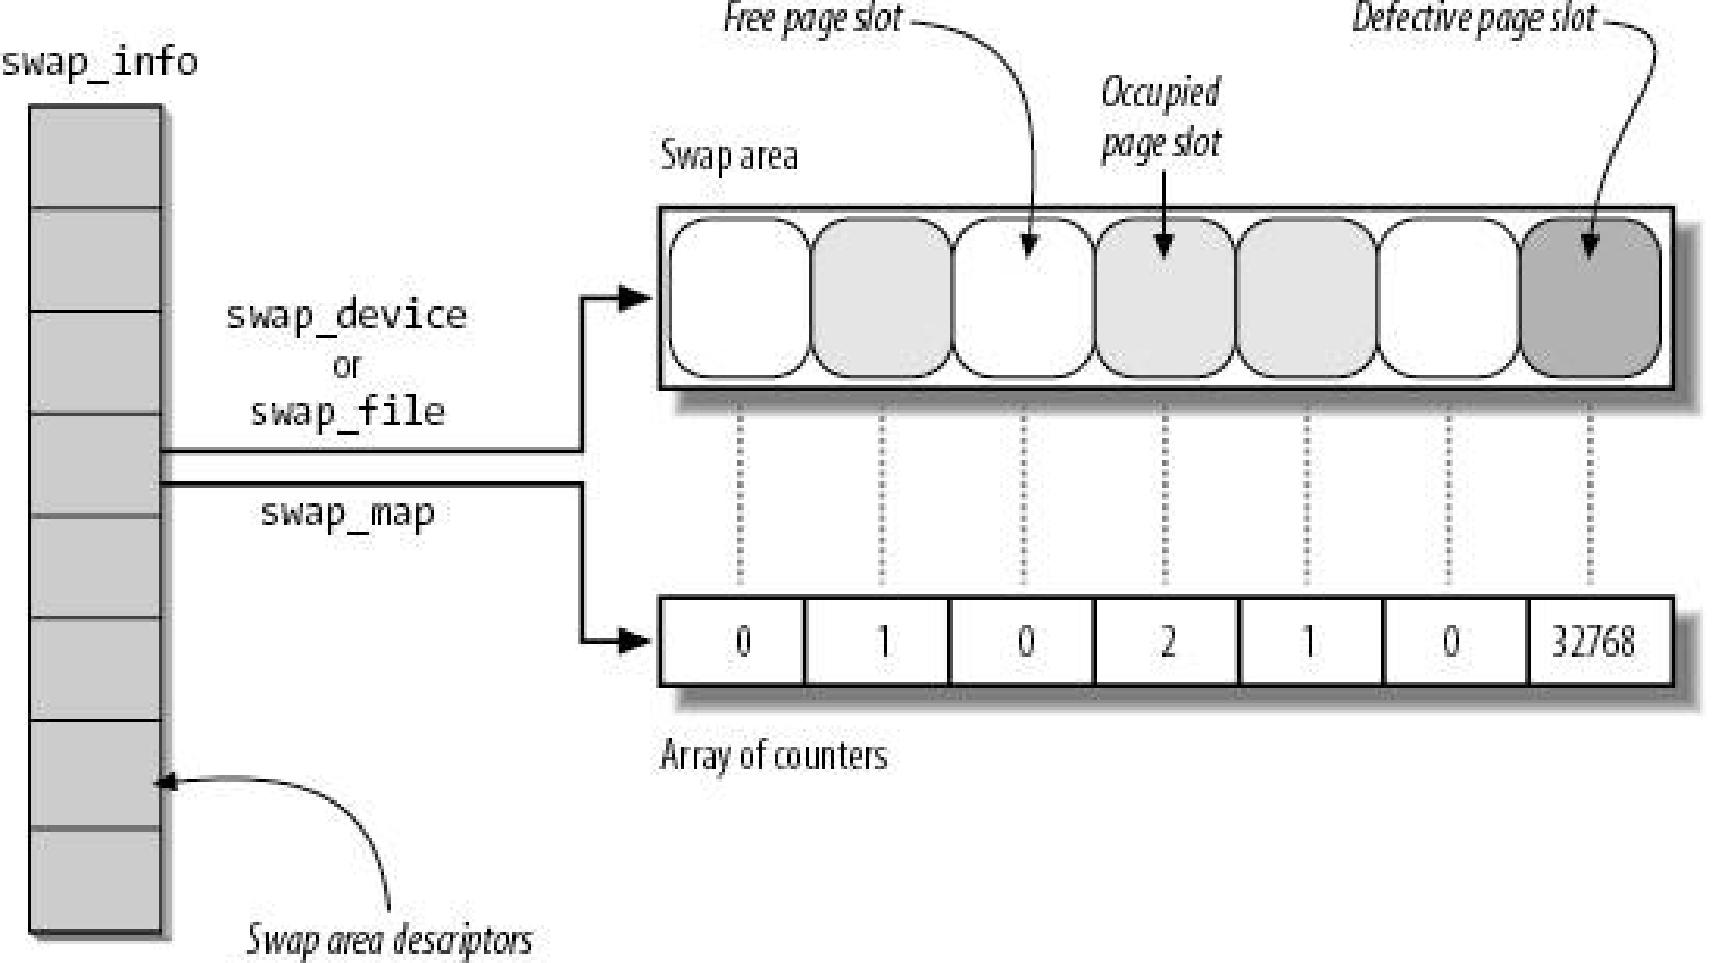 Free page slot
Defective page slot
swap_info
Occupied
page slot
Swap area
swap_device
or
swap_file
swap_map
0 1 0 2 1 0 32768
Array of counters
Swap area descriptors